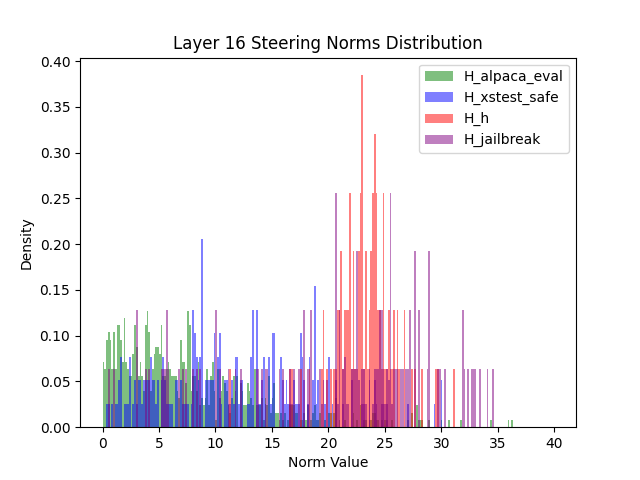 Layer 16 Steering Norms Distribution
H_alpaca_eval
H_xstest_safe
H_h
H_jailbreak
Density
0.40
0.35
0.30
0.25
0.20
0.15
0.10
0.05
0.00
0 5 10 15 20 25 30 35 40
Norm Value